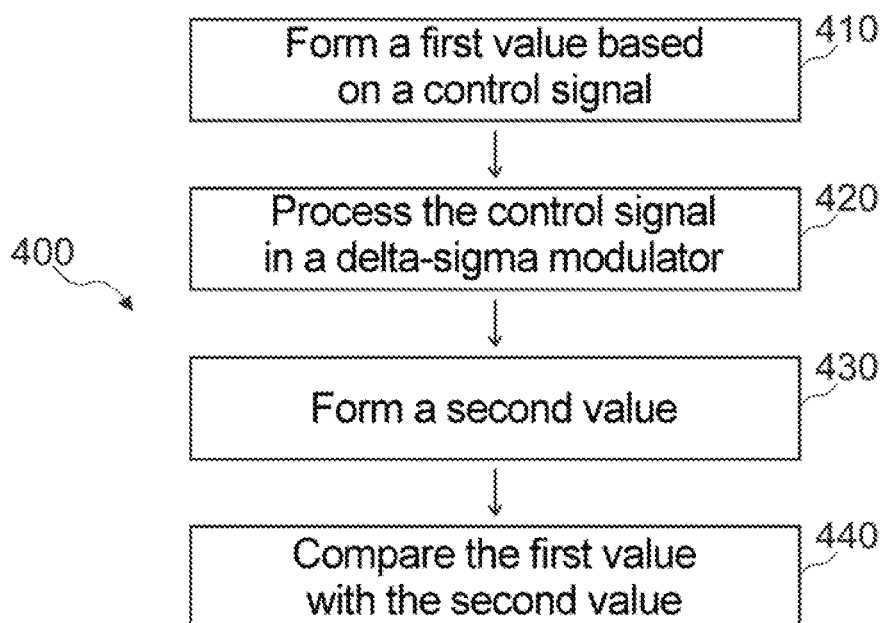 Form a first value based
on a control signal
410
Process the control signal
in a delta-sigma modulator
420
400
Form a second value
430
Compare the first value
with the second value
440